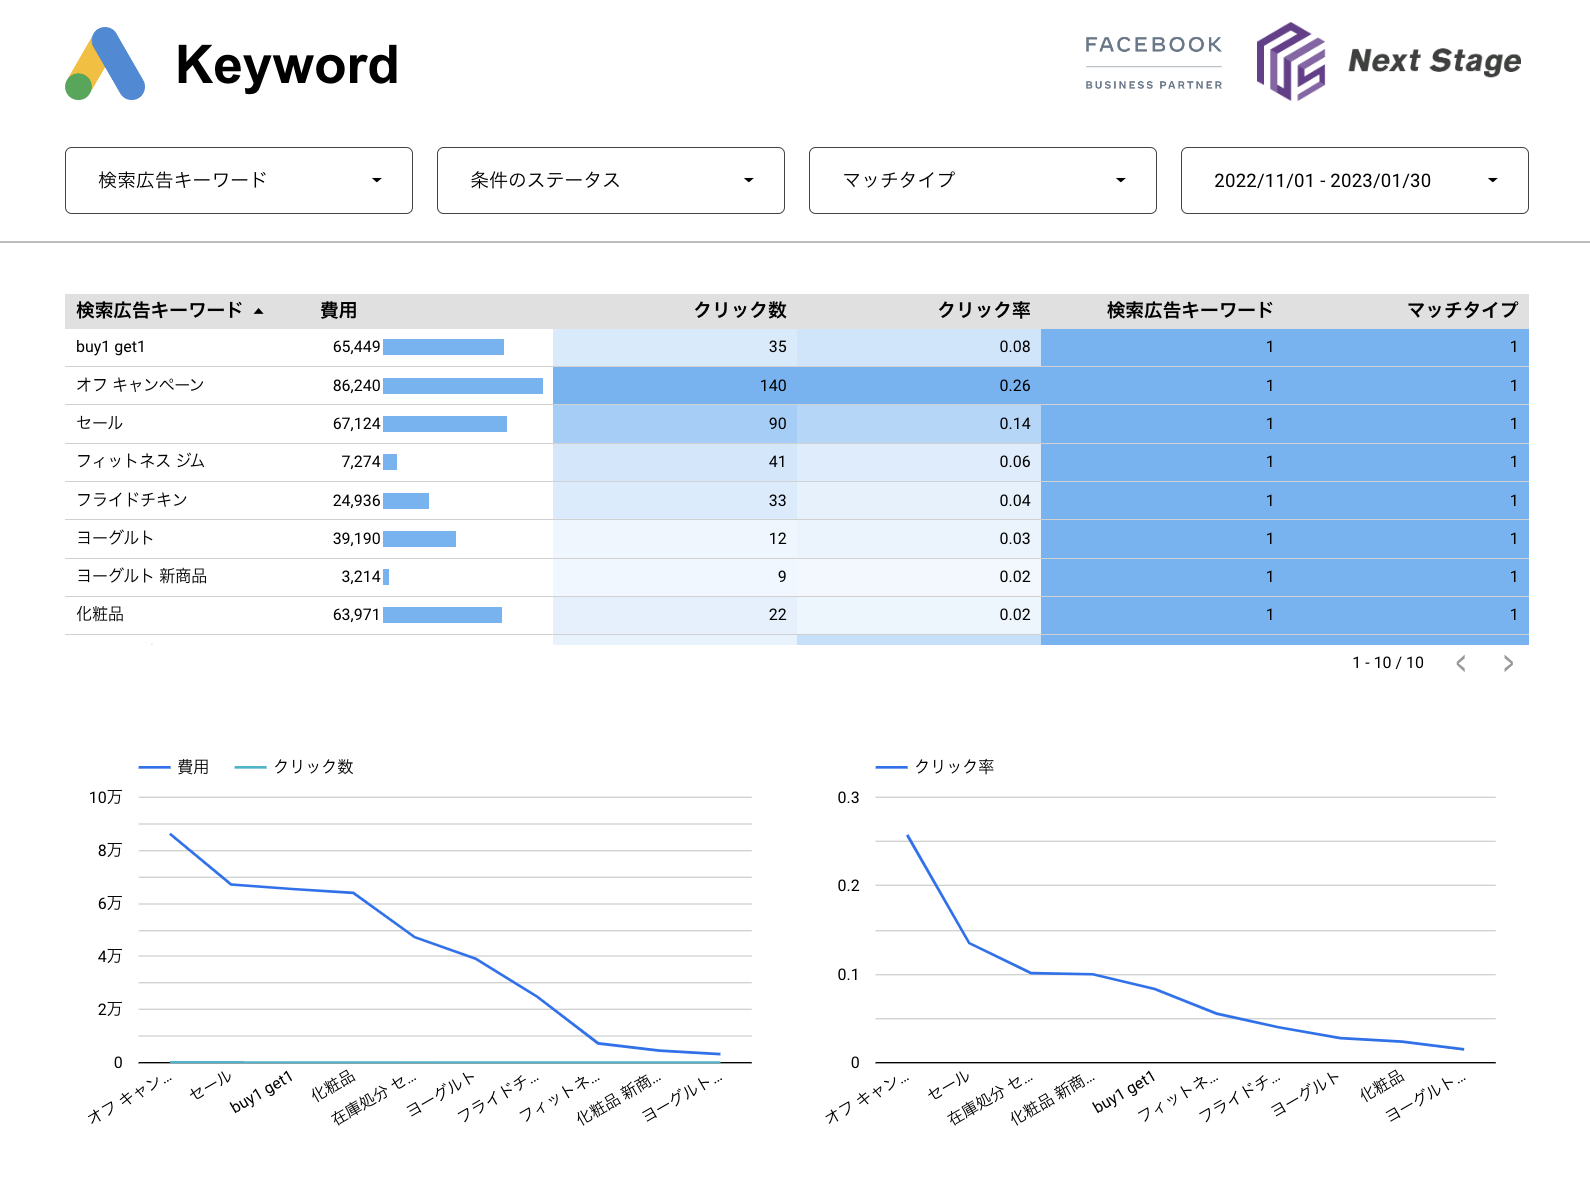 Keyword
FACEBOOK
BUSINESS PARTNER
Next Stage
検索広告キーワード
条件のステータス
マッチタイプ
2022/11/01 - 2023/01/30
検索広告キーワード 費用 クリック数 クリック率 検索広告キーワード マッチタイプ
buy1 get1 65,449 35 0.08 1 1
オフ キャンペーン 86,240 140 0.26 1 1
セール 67,124 90 0.14 1 1
フィットネス ジム 7,274 41 0.06 1 1
フライドチキン 24,936 33 0.04 1 1
ヨーグルト 39,190 12 0.03 1 1
ヨーグルト 新商品 3,214 9 0.02 1 1
化粧品 63,971 22 0.02 1 1
1 - 10 / 10
費用 クリック数
10万
8万
6万
4万
2万
0
オフ キャン… セール buy1 get1 化粧品 在庫処分 セ… ヨーグルト フライドチ… フィットネ… 化粧品 新商… ヨーグルト…
クリック率
0.3
0.2
0.1
0
オフ キャン… セール 在庫処分 セ… 化粧品 新商… buy1 get1 フィットネ… フライドチ… ヨーグルト 化粧品 ヨーグルト…